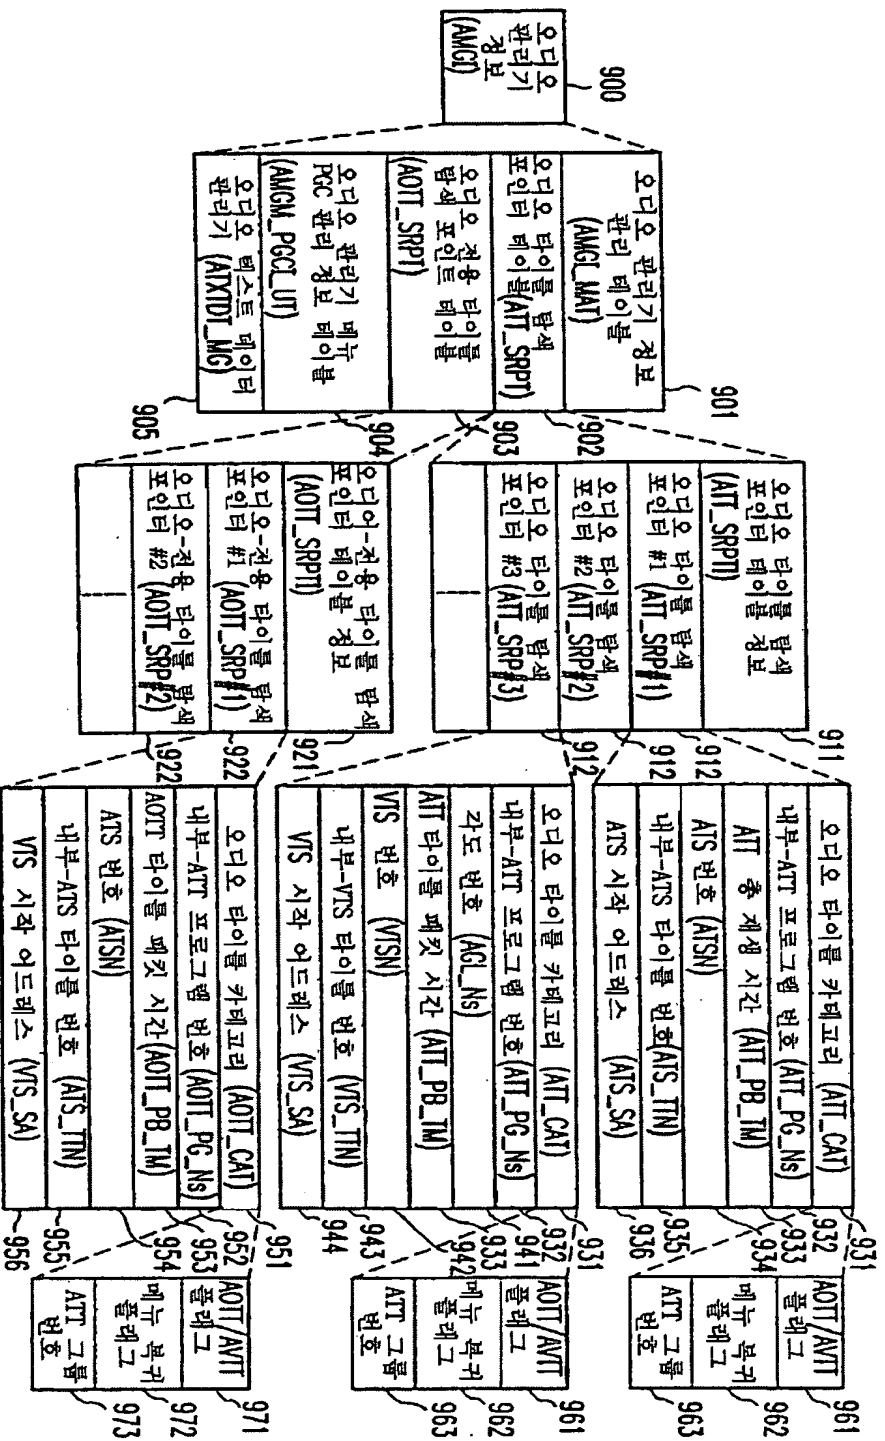 900
오디오
관리기
정보
(AMGI)
901
오디오 관리기 정보
관리 테이블
(AMGI_MAT)
오디오 타이틀 탐색
포인터 테이블(ATT_SRPT)
902
오디오 전용 타이틀
탐색 포인트 테이블
(AOTT_SRPT)
903
오디오 관리기 메뉴
PGC 관리 정보 테이블
(AMGM_PGCI_UT)
904
오디오 텍스트 데이터
관리기 (ATXTDT_MG)
905
오디오 타이틀 탐색
포인터 테이블 정보
(ATT_SRPTI)
911
오디오 타이틀 탐색
포인터 #1 (ATT_SRP#1)
912
오디오 타이틀 탐색
포인터 #2 (ATT_SRP#2)
912
오디오 타이틀 탐색
포인터 #3 (ATT_SRP#3)
912
오디어-전용 타이틀 탐색
포인터 테이블 정보
(AOTT_SRPTI)
921
오디오-전용 타이틀 탐색
포인터 #1 (AOTT_SRP#1)
922
오디오-전용 타이틀 탐색
포인터 #2 (AOTT_SRP#2)
922
오디오 타이틀 카테고리 (ATT_CAT)
931
내부-ATT 프로그램 번호(ATT_PG_Ns)
932
ATT 총 재생 시간 (ATT_PB_TM)
933
ATS 번호 (ATSN)
934
내부-ATS 타이틀 번호(ATS_TTN)
935
ATS 시작 어드레스 (ATS_SA)
936
오디오 타이틀 카테고리 (ATT_CAT)
931
내부-ATT 프로그램 번호(ATT_PG_Ns)
932
각도 번호 (AGL_Ns)
941
ATT 타이틀 패킷 시간 (ATT_PB_TM)
933
VTS 번호 (VTSN)
942
내부-VTS 타이틀 번호 (VTS_TTN)
943
VTS 시작 어드레스 (VTS_SA)
944
오디오 타이틀 카테고리 (AOTT_CAT)
951
내부-ATT 프로그램 번호 (AOTT_PG_Ns)
952
AOTT 타이틀 패킷 시간(AOTT_PB_TM)
953
ATS 번호 (ATSN)
954
내부-ATS 타이틀 번호 (ATS_TTN)
955
VTS 시작 어드레스 (VTS_SA)
956
AOTT/AVTT
플래그
961
메뉴 복귀
플래그
962
ATT 그룹
번호
963
AOTT/AVTT
플래그
961
메뉴 복귀
플래그
962
ATT 그룹
번호
963
AOTT/AVTT
플래그
971
메뉴 복귀
플래그
972
ATT 그룹
번호
973